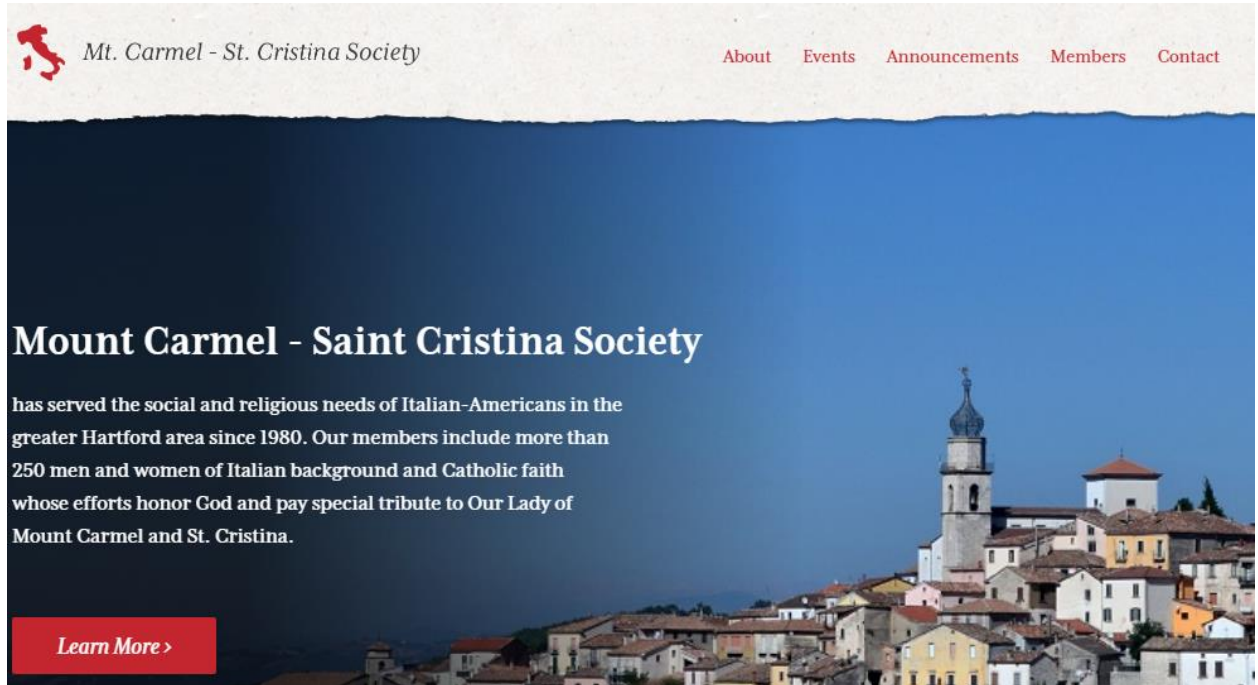 Mt. Carmel - St. Cristina Society
About Events Announcements Members Contact
Mount Carmel - Saint Cristina Society
has served the social and religious needs of Italian-Americans in the
greater Hartford area since 1980. Our members include more than
250 men and women of Italian background and Catholic faith
whose efforts honor God and pay special tribute to Our Lady of
Mount Carmel and St. Cristina.
Learn More >